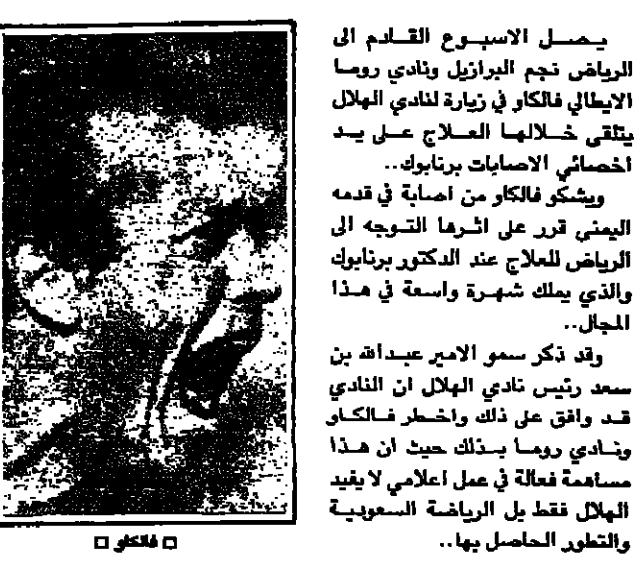 يصل الاسبوع القادم الى
الرياض نجم البرازيل ونادي روما
الايطالي فالكاو في زيارة لنادي الهلال
يتلقى خلالها العلاج على يد
اخصائي الاصابات برنابوك..
ويشكو فالكاو من اصابة في قدمه
اليمنى قرر على اثرها التوجه الى
الرياض للعلاج عند الدكتور برنابوك
والذي يملك شهرة واسعة في هذا
المجال..
وقد ذكر سمو الامير عبدالله بن
سعد رئيس نادي الهلال ان النادي
قد وافق على ذلك واخطر فالكاو
ونادي روما بذلك حيث ان هذا
مساهمة فعالة في عمل اعلامي لا يفيد
الهلال فقط بل الرياضة السعودية
والتطور الحاصل بها..
□ فالكاو □